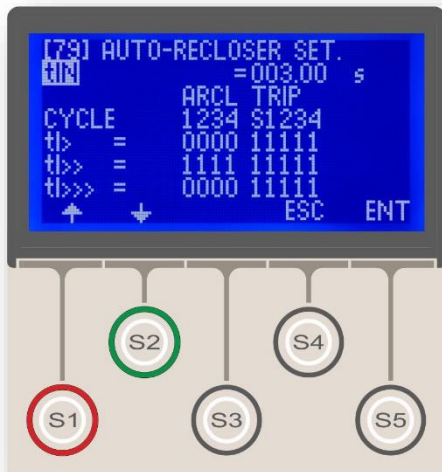 [79] AUTO-RECLOSER SET.
tIN =003.00 s
ARCL TRIP
CYCLE 1234 S1234
tI> = 0000 11111
tI>> = 1111 11111
tI>>> = 0000 11111
ESC ENT
S2 S4
S1 S3 S5